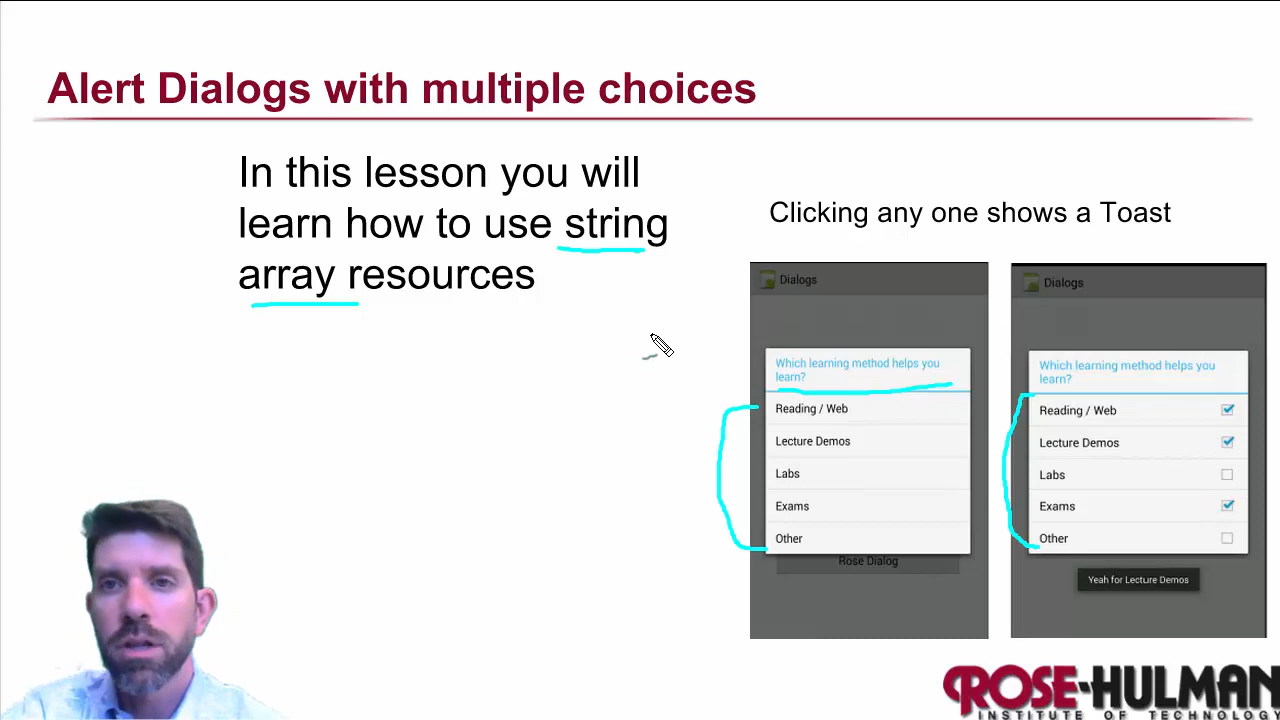 Alert Dialogs with multiple choices
In this lesson you will
learn how to use string
array resources
Clicking any one shows a Toast
Dialogs
Which learning method helps you
learn?
Reading / Web
Lecture Demos
Labs
Exams
Other
Rose Dialog
Dialogs
Which learning method helps you
learn?
Reading / Web
Lecture Demos
Labs
Exams
Other
Yeah for Lecture Demos
ROSE-HULMAN
INSTITUTE OF TECHNOLOGY